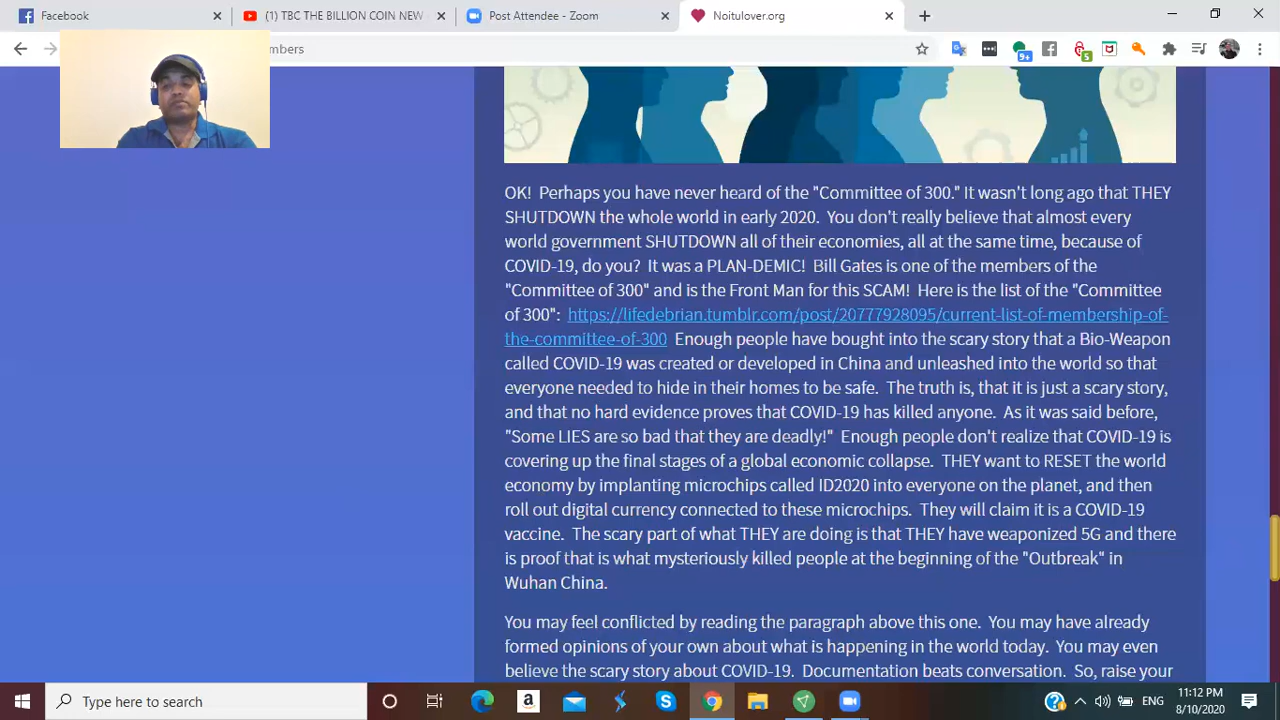 Facebook
(1) TBC THE BILLION COIN NEW
Post Attendee - Zoom
Noitulover.org
mbers
9+
5
OK! Perhaps you have never heard of the "Committee of 300." It wasn't long ago that THEY
SHUTDOWN the whole world in early 2020. You don't really believe that almost every
world government SHUTDOWN all of their economies, all at the same time, because of
COVID-19, do you? It was a PLAN-DEMIC! Bill Gates is one of the members of the
"Committee of 300" and is the Front Man for this SCAM! Here is the list of the "Committee
of 300": https://lifedebrian.tumblr.com/post/20777928095/current-list-of-membership-of-
the-committee-of-300 Enough people have bought into the scary story that a Bio-Weapon
called COVID-19 was created or developed in China and unleashed into the world so that
everyone needed to hide in their homes to be safe. The truth is, that it is just a scary story,
and that no hard evidence proves that COVID-19 has killed anyone. As it was said before,
"Some LIES are so bad that they are deadly!" Enough people don't realize that COVID-19 is
covering up the final stages of a global economic collapse. THEY want to RESET the world
economy by implanting microchips called ID2020 into everyone on the planet, and then
roll out digital currency connected to these microchips. They will claim it is a COVID-19
vaccine. The scary part of what THEY are doing is that THEY have weaponized 5G and there
is proof that is what mysteriously killed people at the beginning of the "Outbreak" in
Wuhan China.
You may feel conflicted by reading the paragraph above this one. You may have already
formed opinions of your own about what is happening in the world today. You may even
believe the scary story about COVID-19. Documentation beats conversation. So, raise your
Type here to search
ENG
11:12 PM
8/10/2020